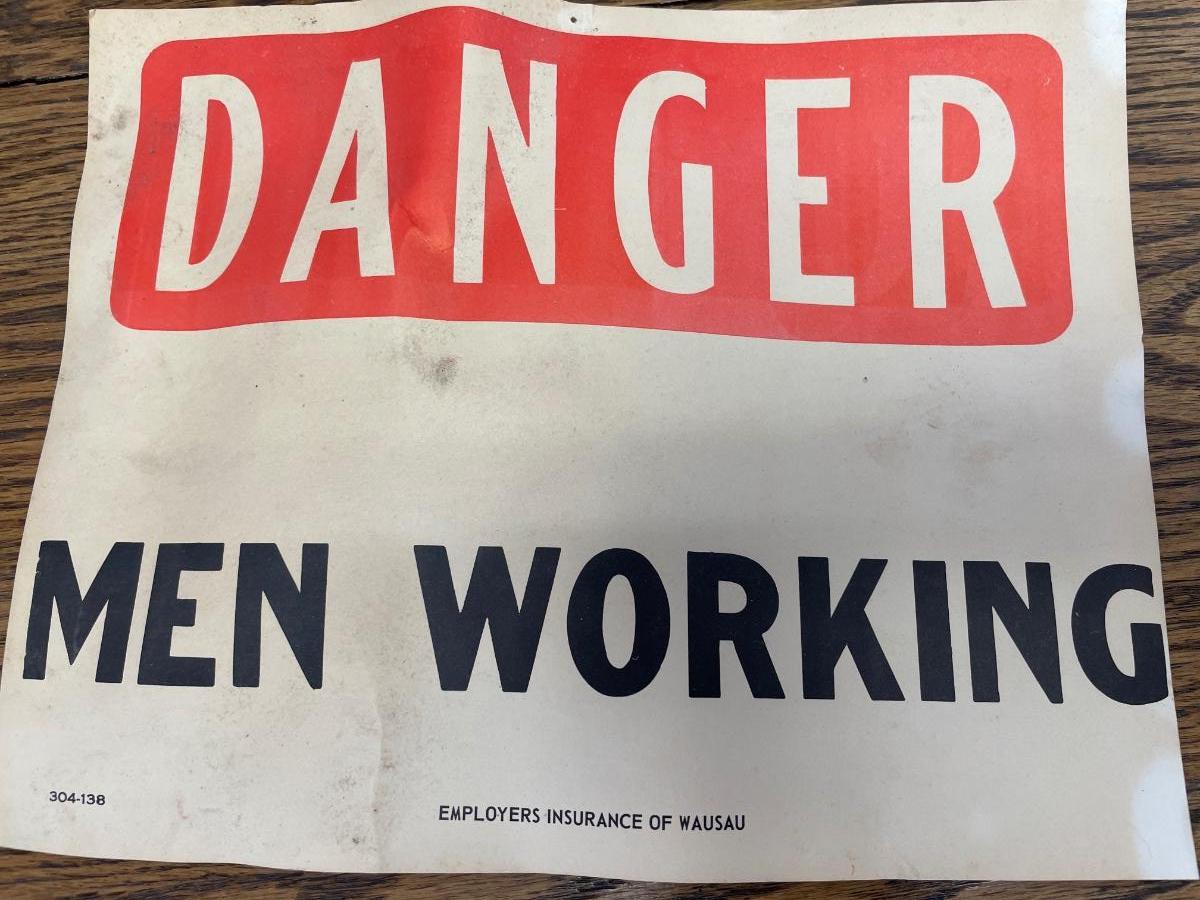 DANGER
MEN WORKING
304-138
EMPLOYERS INSURANCE OF WAUSAU